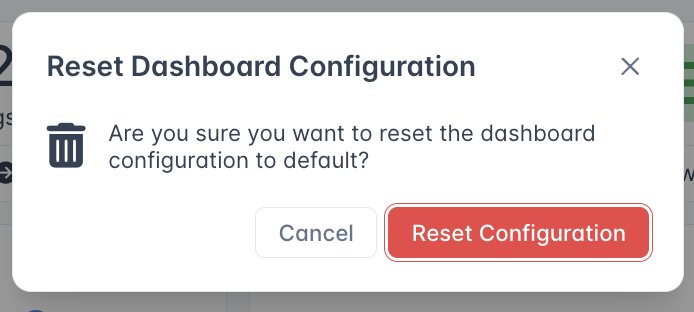 Reset Dashboard Configuration
Are you sure you want to reset the dashboard
configuration to default?
Cancel
Reset Configuration